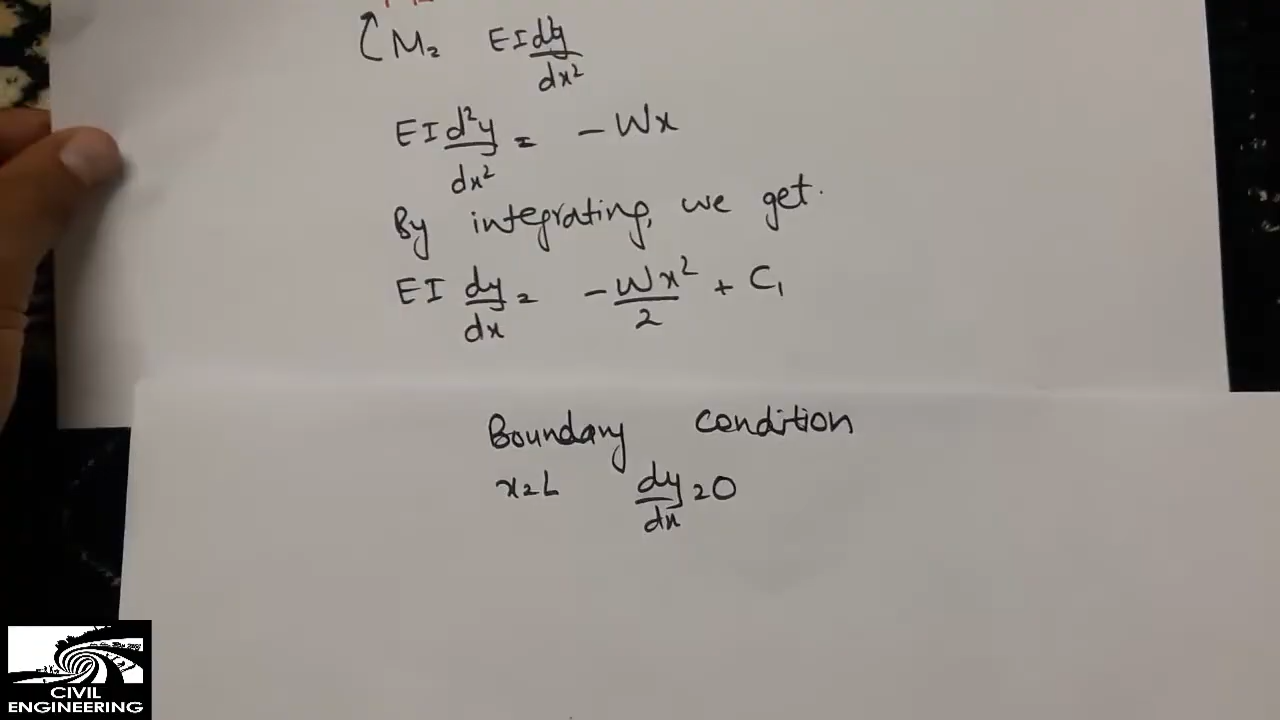 M₂ EI d²y/dx²
EI d²y/dx² = - Wx
By integrating, we get.
EI dy/dx = - Wx²/2 + C₁
Boundary condition
x=L dy/dx = 0
CIVIL
ENGINEERING